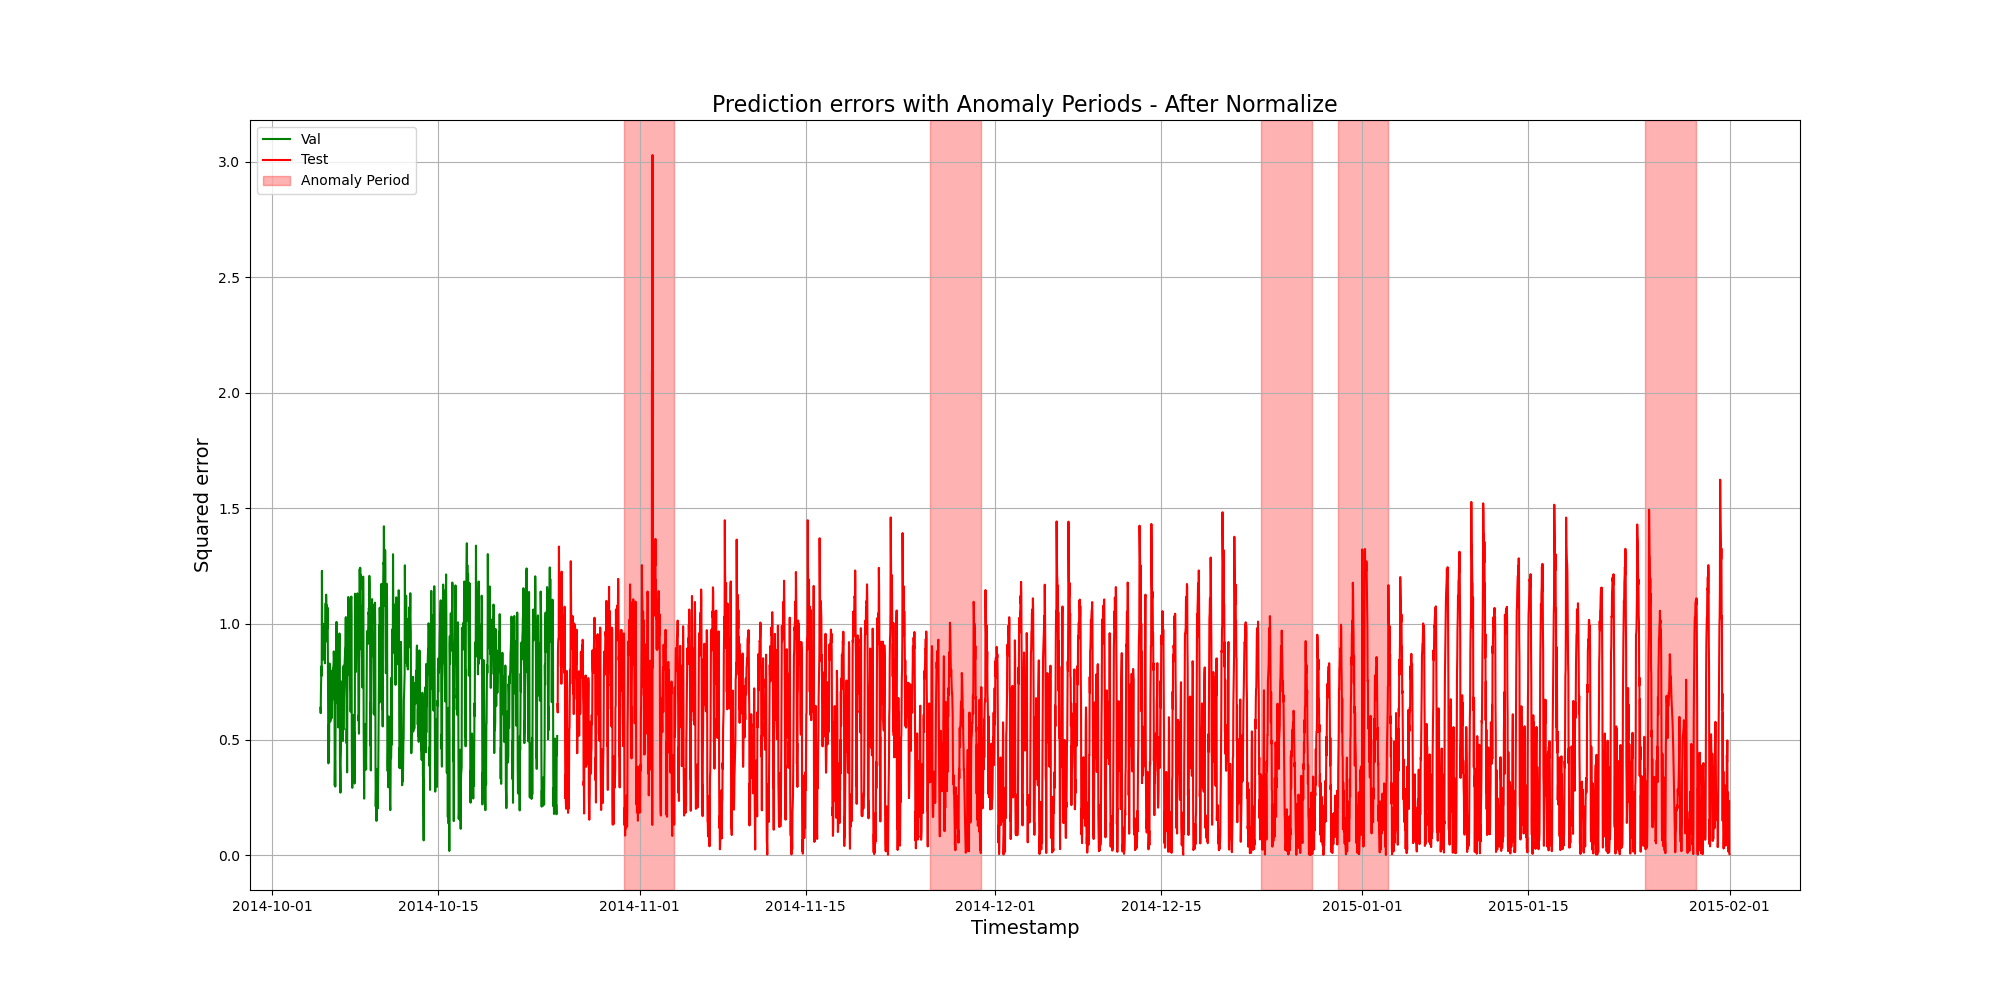 Prediction errors with Anomaly Periods - After Normalize
Val
Test
Anomaly Period
3.0
2.5
2.0
1.5
1.0
0.5
0.0
Squared error
2014-10-01 2014-10-15 2014-11-01 2014-11-15 2014-12-01 2014-12-15 2015-01-01 2015-01-15 2015-02-01
Timestamp